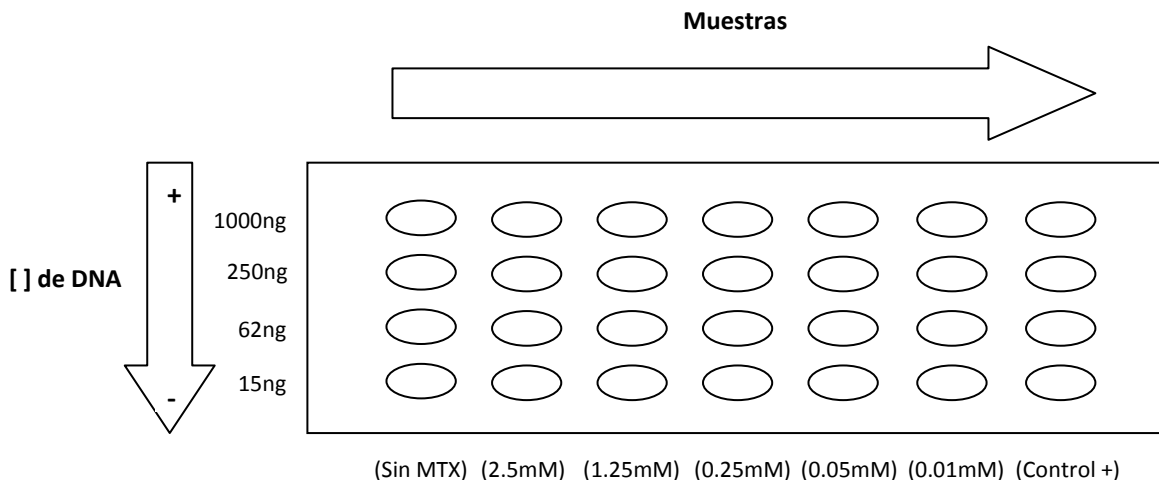 Muestras
+
1000ng
250ng
[ ] de DNA
62ng
15ng
-
(Sin MTX) (2.5mM) (1.25mM) (0.25mM) (0.05mM) (0.01mM) (Control +)